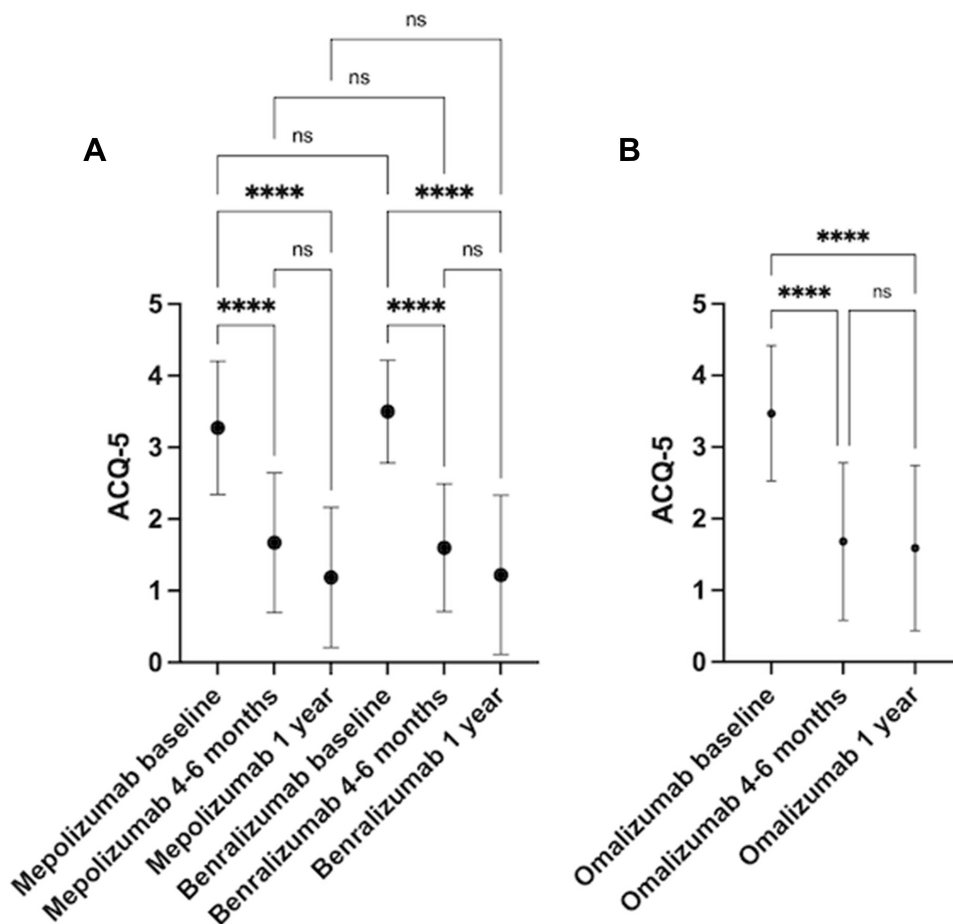 ns
ns
A
ns
B
**** ****
****
ns ns
**** ns
**** ****
5
4
3
2
1
0
ACQ-5
Mepolizumab baseline
Mepolizumab 4-6 months
Mepolizumab 1 year
Benralizumab baseline
Benralizumab 4-6 months
Benralizumab 1 year
5
4
3
2
1
0
ACQ-5
Omalizumab baseline
Omalizumab 4-6 months
Omalizumab 1 year